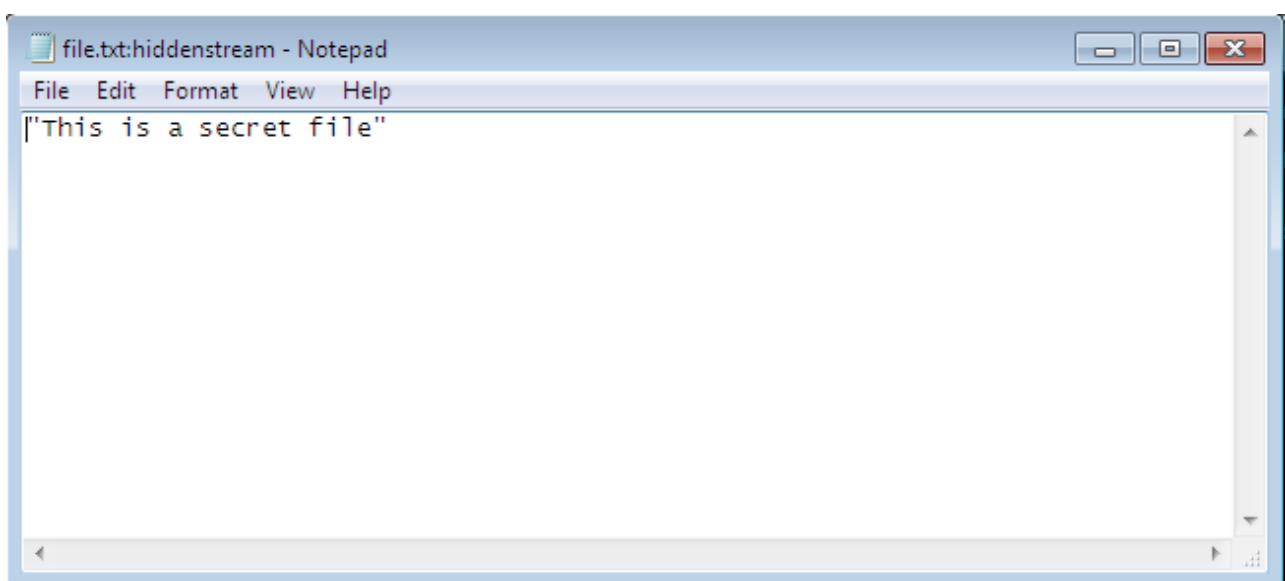 file.txt:hiddenstream - Notepad
File Edit Format View Help
"This is a secret file"